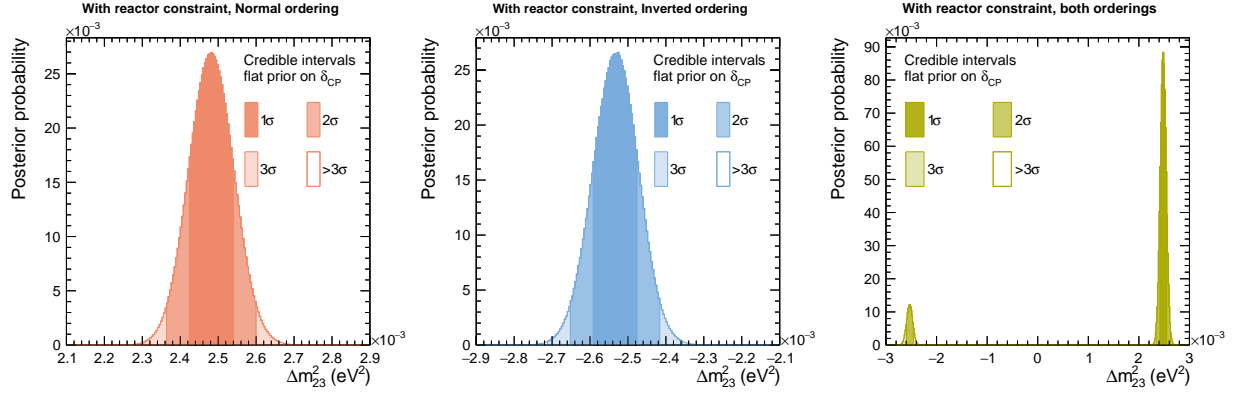 With reactor constraint, Normal ordering
×10⁻³
Posterior probability
25
20
15
10
5
0
Credible intervals
flat prior on δCP
1σ 2σ
3σ >3σ
2.1 2.2 2.3 2.4 2.5 2.6 2.7 2.8 2.9
×10⁻³
Δm²₂₃ (eV²)
With reactor constraint, Inverted ordering
×10⁻³
Posterior probability
25
20
15
10
5
0
Credible intervals
flat prior on δCP
1σ 2σ
3σ >3σ
−2.9 −2.8 −2.7 −2.6 −2.5 −2.4 −2.3 −2.2 −2.1
×10⁻³
Δm²₂₃ (eV²)
With reactor constraint, both orderings
×10⁻³
Posterior probability
90
80
70
60
50
40
30
20
10
0
Credible intervals
flat prior on δCP
1σ 2σ
3σ >3σ
−3 −2 −1 0 1 2 3
×10⁻³
Δm²₂₃ (eV²)